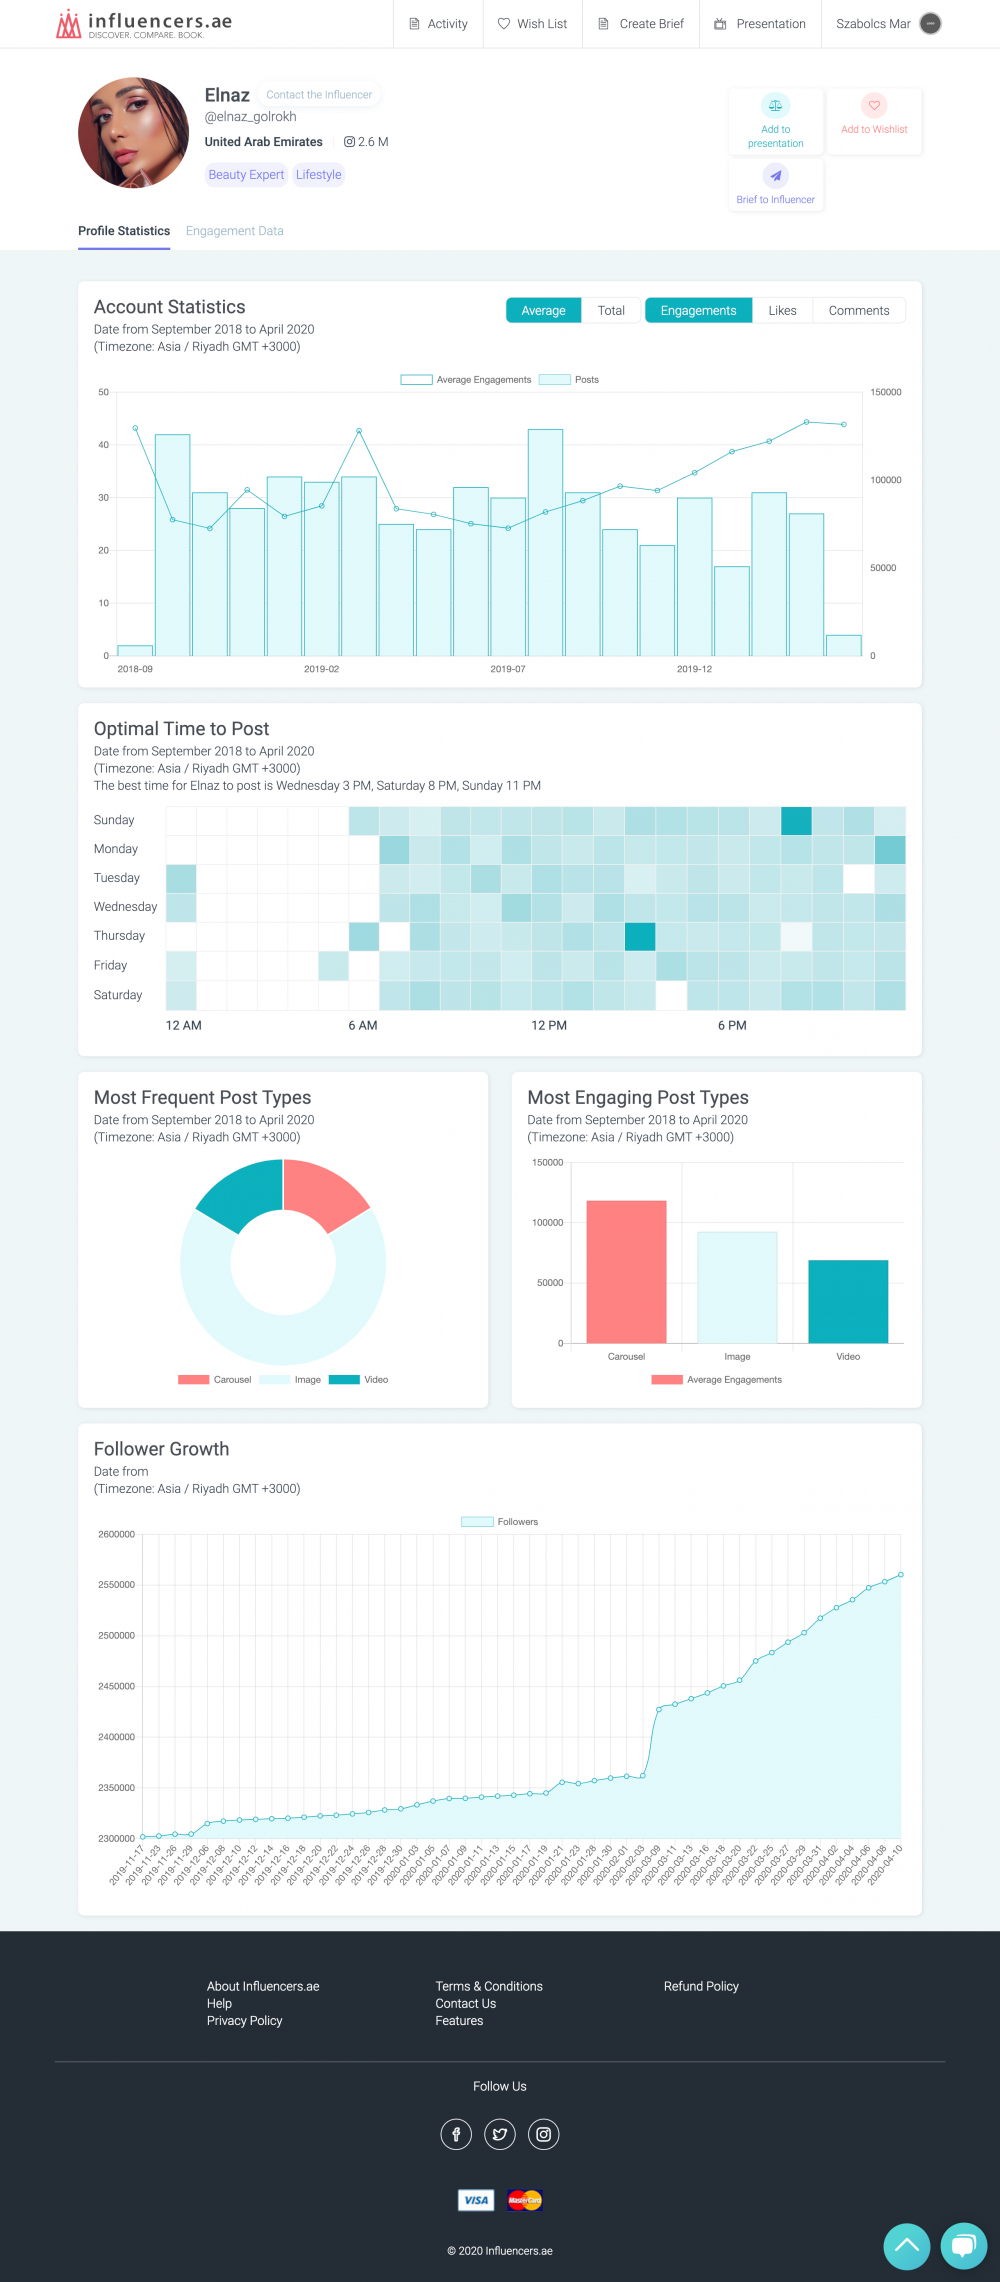 influencers.ae
DISCOVER. COMPARE. BOOK.
Activity
Wish List
Create Brief
Presentation
Szabolcs Mar
Elnaz
Contact the Influencer
@elnaz_golrokh
United Arab Emirates
2.6 M
Beauty Expert
Lifestyle
Add to
presentation
Add to Wishlist
Brief to Influencer
Profile Statistics
Engagement Data
Account Statistics
Date from September 2018 to April 2020
(Timezone: Asia / Riyadh GMT +3000)
Average
Total
Engagements
Likes
Comments
Average Engagements
Posts
50
40
30
20
10
0
150000
100000
50000
0
2018-09
2019-02
2019-07
2019-12
Optimal Time to Post
Date from September 2018 to April 2020
(Timezone: Asia / Riyadh GMT +3000)
The best time for Elnaz to post is Wednesday 3 PM, Saturday 8 PM, Sunday 11 PM
Sunday
Monday
Tuesday
Wednesday
Thursday
Friday
Saturday
12 AM
6 AM
12 PM
6 PM
Most Frequent Post Types
Date from September 2018 to April 2020
(Timezone: Asia / Riyadh GMT +3000)
Carousel
Image
Video
Most Engaging Post Types
Date from September 2018 to April 2020
(Timezone: Asia / Riyadh GMT +3000)
150000
100000
50000
0
Carousel
Image
Video
Average Engagements
Follower Growth
Date from
(Timezone: Asia / Riyadh GMT +3000)
Followers
2600000
2550000
2500000
2450000
2400000
2350000
2300000
2019-11-17
2019-11-23
2019-11-26
2019-11-29
2019-12-06
2019-12-08
2019-12-10
2019-12-12
2019-12-14
2019-12-16
2019-12-18
2019-12-20
2019-12-22
2019-12-24
2019-12-26
2019-12-28
2019-12-30
2020-01-03
2020-01-05
2020-01-07
2020-01-09
2020-01-11
2020-01-13
2020-01-15
2020-01-17
2020-01-19
2020-01-21
2020-01-23
2020-01-28
2020-01-30
2020-02-01
2020-02-03
2020-03-09
2020-03-11
2020-03-13
2020-03-16
2020-03-18
2020-03-20
2020-03-22
2020-03-25
2020-03-27
2020-03-29
2020-03-31
2020-04-02
2020-04-04
2020-04-06
2020-04-08
2020-04-10
About Influencers.ae
Help
Privacy Policy
Terms & Conditions
Contact Us
Features
Refund Policy
Follow Us
VISA
MasterCard
© 2020 Influencers.ae